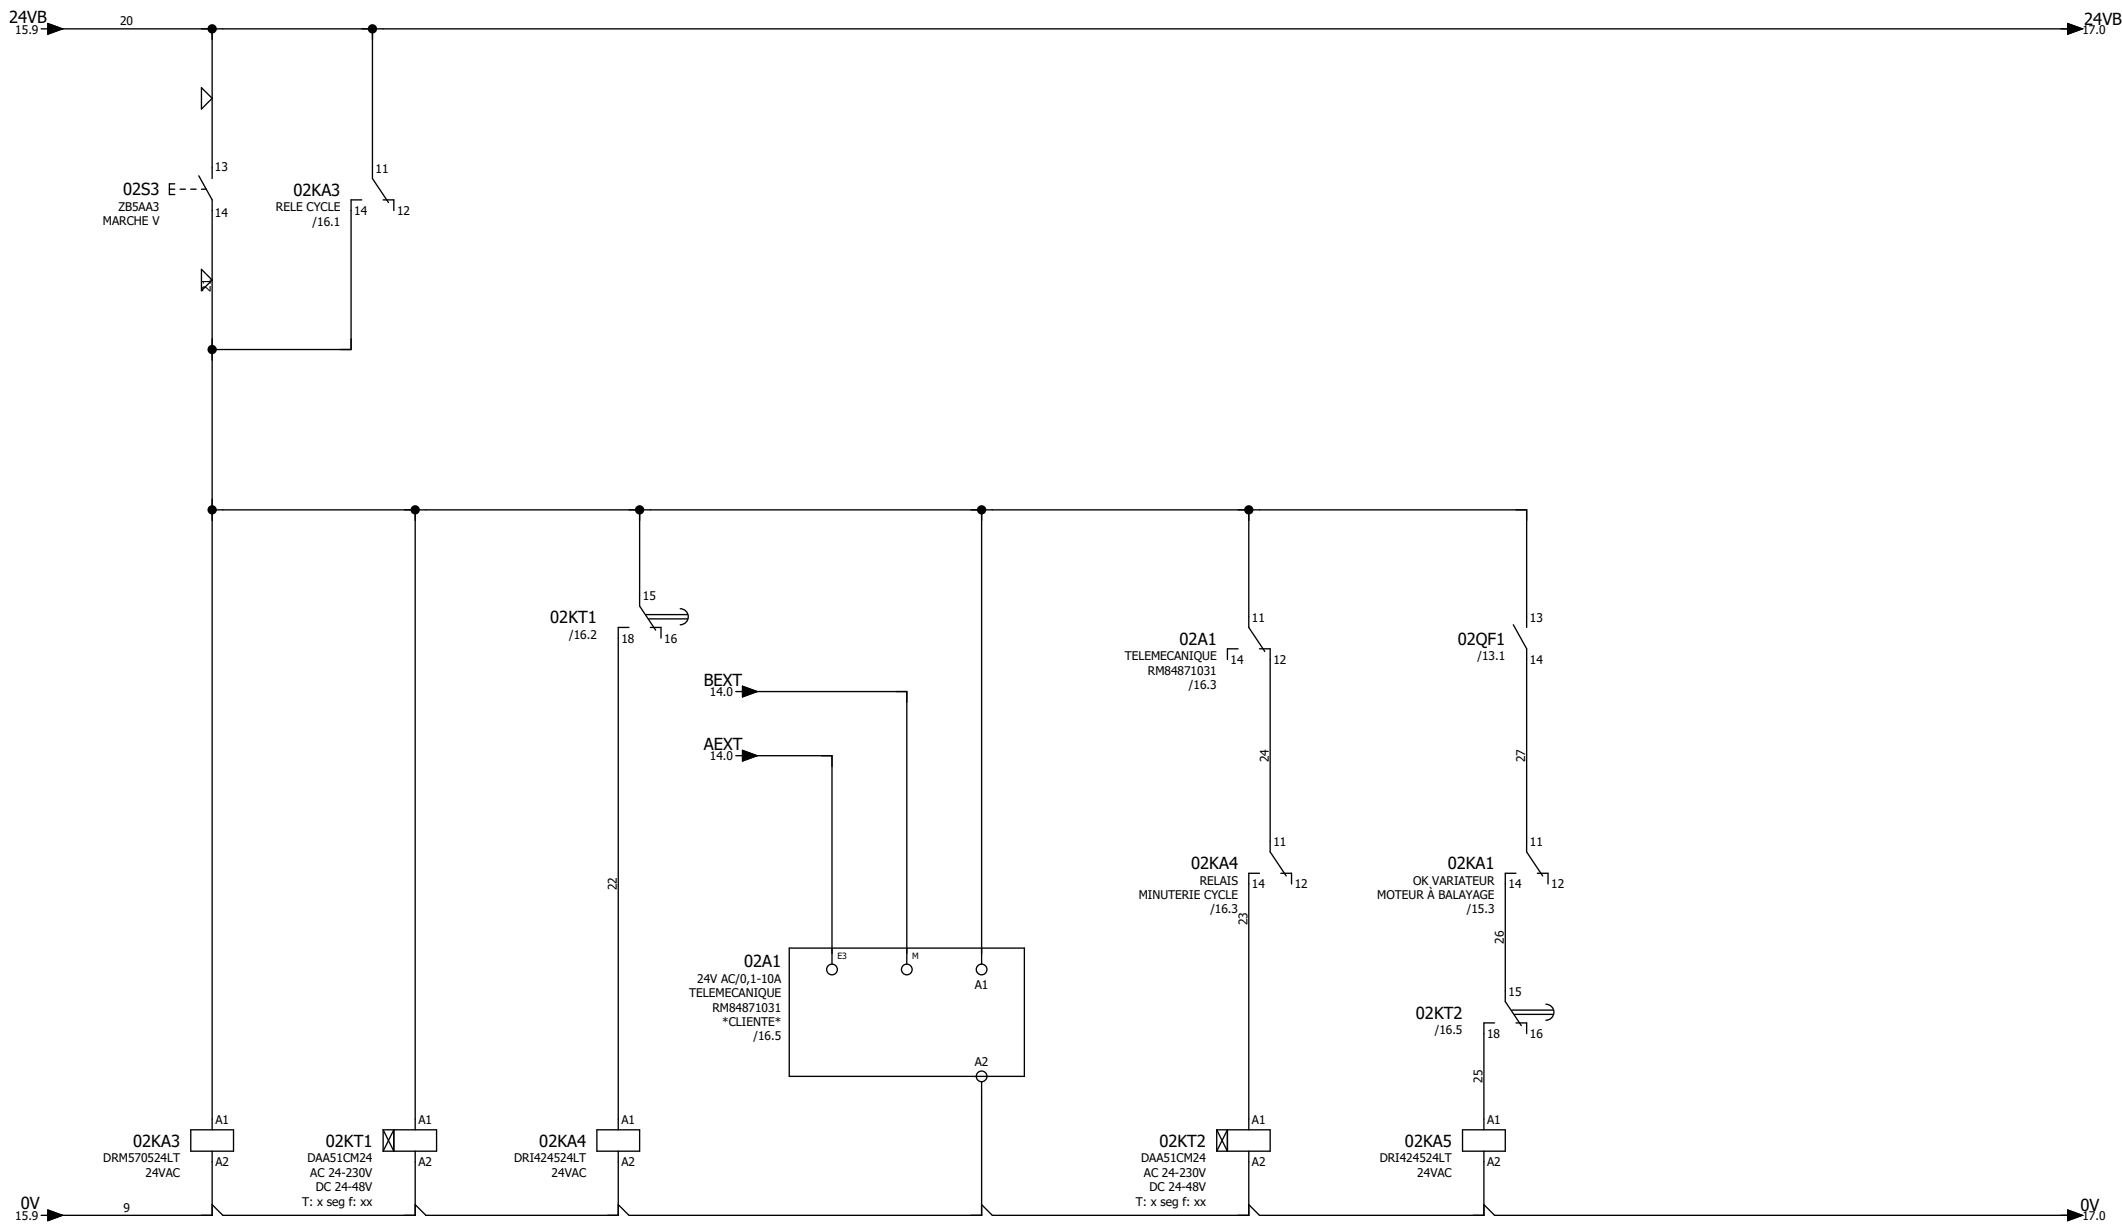 24VB
15.9
20
24VB
17.0
13
02S3
ZB5AA3
MARCHE V
E
14
11
02KA3
RELE CYCLE
/16.1
14
12
21
15
02KT1
/16.2
18
16
BEXT
14.0
AEXT
14.0
11
02A1
TELEMECANIQUE
RM84871031
/16.3
14
12
13
02QF1
/13.1
14
24
27
22
11
02KA4
RELAIS
MINUTERIE CYCLE
/16.3
14
12
23
11
02KA1
OK VARIATEUR
MOTEUR À BALAYAGE
/15.3
14
12
26
02A1
24V AC/0,1-10A
TELEMECANIQUE
RM84871031
*CLIENTE*
/16.5
E3
M
A1
A2
15
02KT2
/16.5
18
16
25
A1
02KA3
DRM570524LT
24VAC
A2
A1
02KT1
DAA51CM24
AC 24-230V
DC 24-48V
T: x seg f: xx
A2
A1
02KA4
DRI424524LT
24VAC
A2
A1
02KT2
DAA51CM24
AC 24-230V
DC 24-48V
T: x seg f: xx
A2
A1
02KA5
DRI424524LT
24VAC
A2
0V
15.9
9
0V
17.0